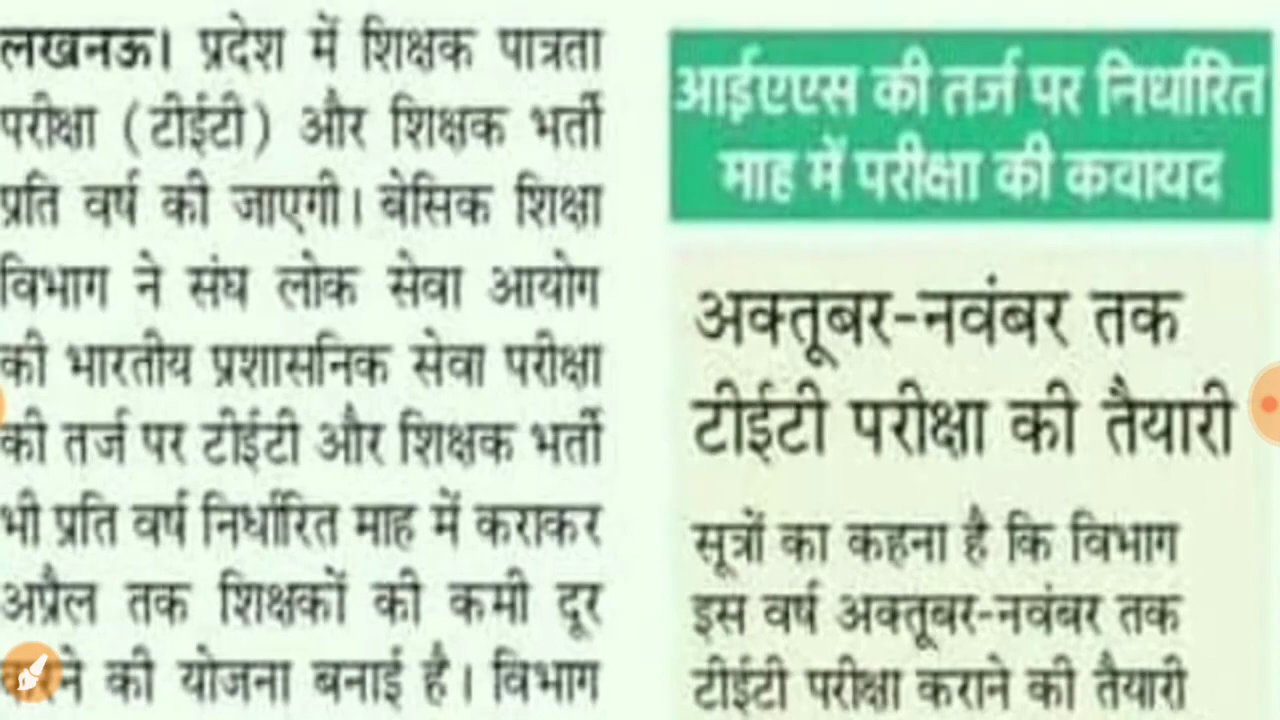 लखनऊ। प्रदेश में शिक्षक पात्रता
परीक्षा (टीईटी) और शिक्षक भर्ती
प्रति वर्ष की जाएगी। बेसिक शिक्षा
विभाग ने संघ लोक सेवा आयोग
की भारतीय प्रशासनिक सेवा परीक्षा
की तर्ज पर टीईटी और शिक्षक भर्ती
भी प्रति वर्ष निर्धारित माह में कराकर
अप्रैल तक शिक्षकों की कमी दूर
की योजना बनाई है। विभाग
आईएएस की तर्ज पर निर्धारित
माह में परीक्षा की कवायद
अक्तूबर-नवंबर तक
टीईटी परीक्षा की तैयारी
सूत्रों का कहना है कि विभाग
इस वर्ष अक्तूबर-नवंबर तक
टीईटी परीक्षा कराने की तैयारी